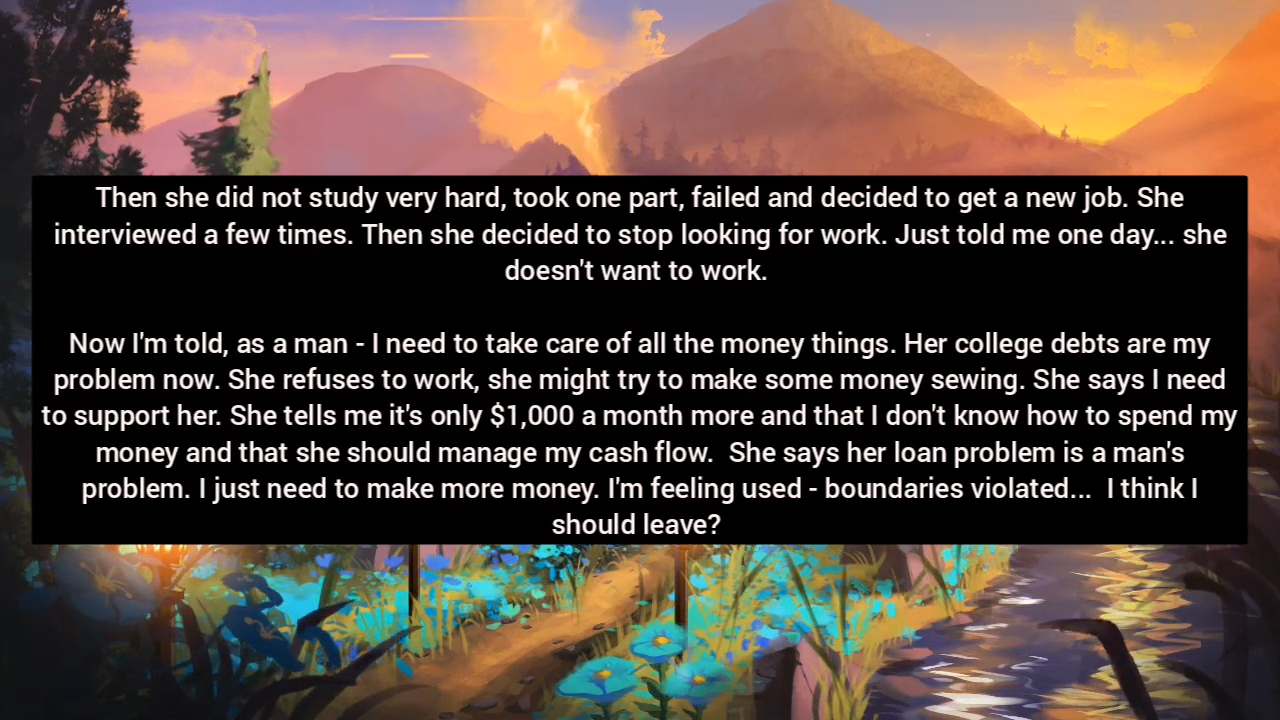 Then she did not study very hard, took one part, failed and decided to get a new job. She
interviewed a few times. Then she decided to stop looking for work. Just told me one day... she
doesn't want to work.
Now I'm told, as a man - I need to take care of all the money things. Her college debts are my
problem now. She refuses to work, she might try to make some money sewing. She says I need
to support her. She tells me it's only $1,000 a month more and that I don't know how to spend my
money and that she should manage my cash flow.  She says her loan problem is a man's
problem. I just need to make more money. I'm feeling used - boundaries violated...  I think I
should leave?